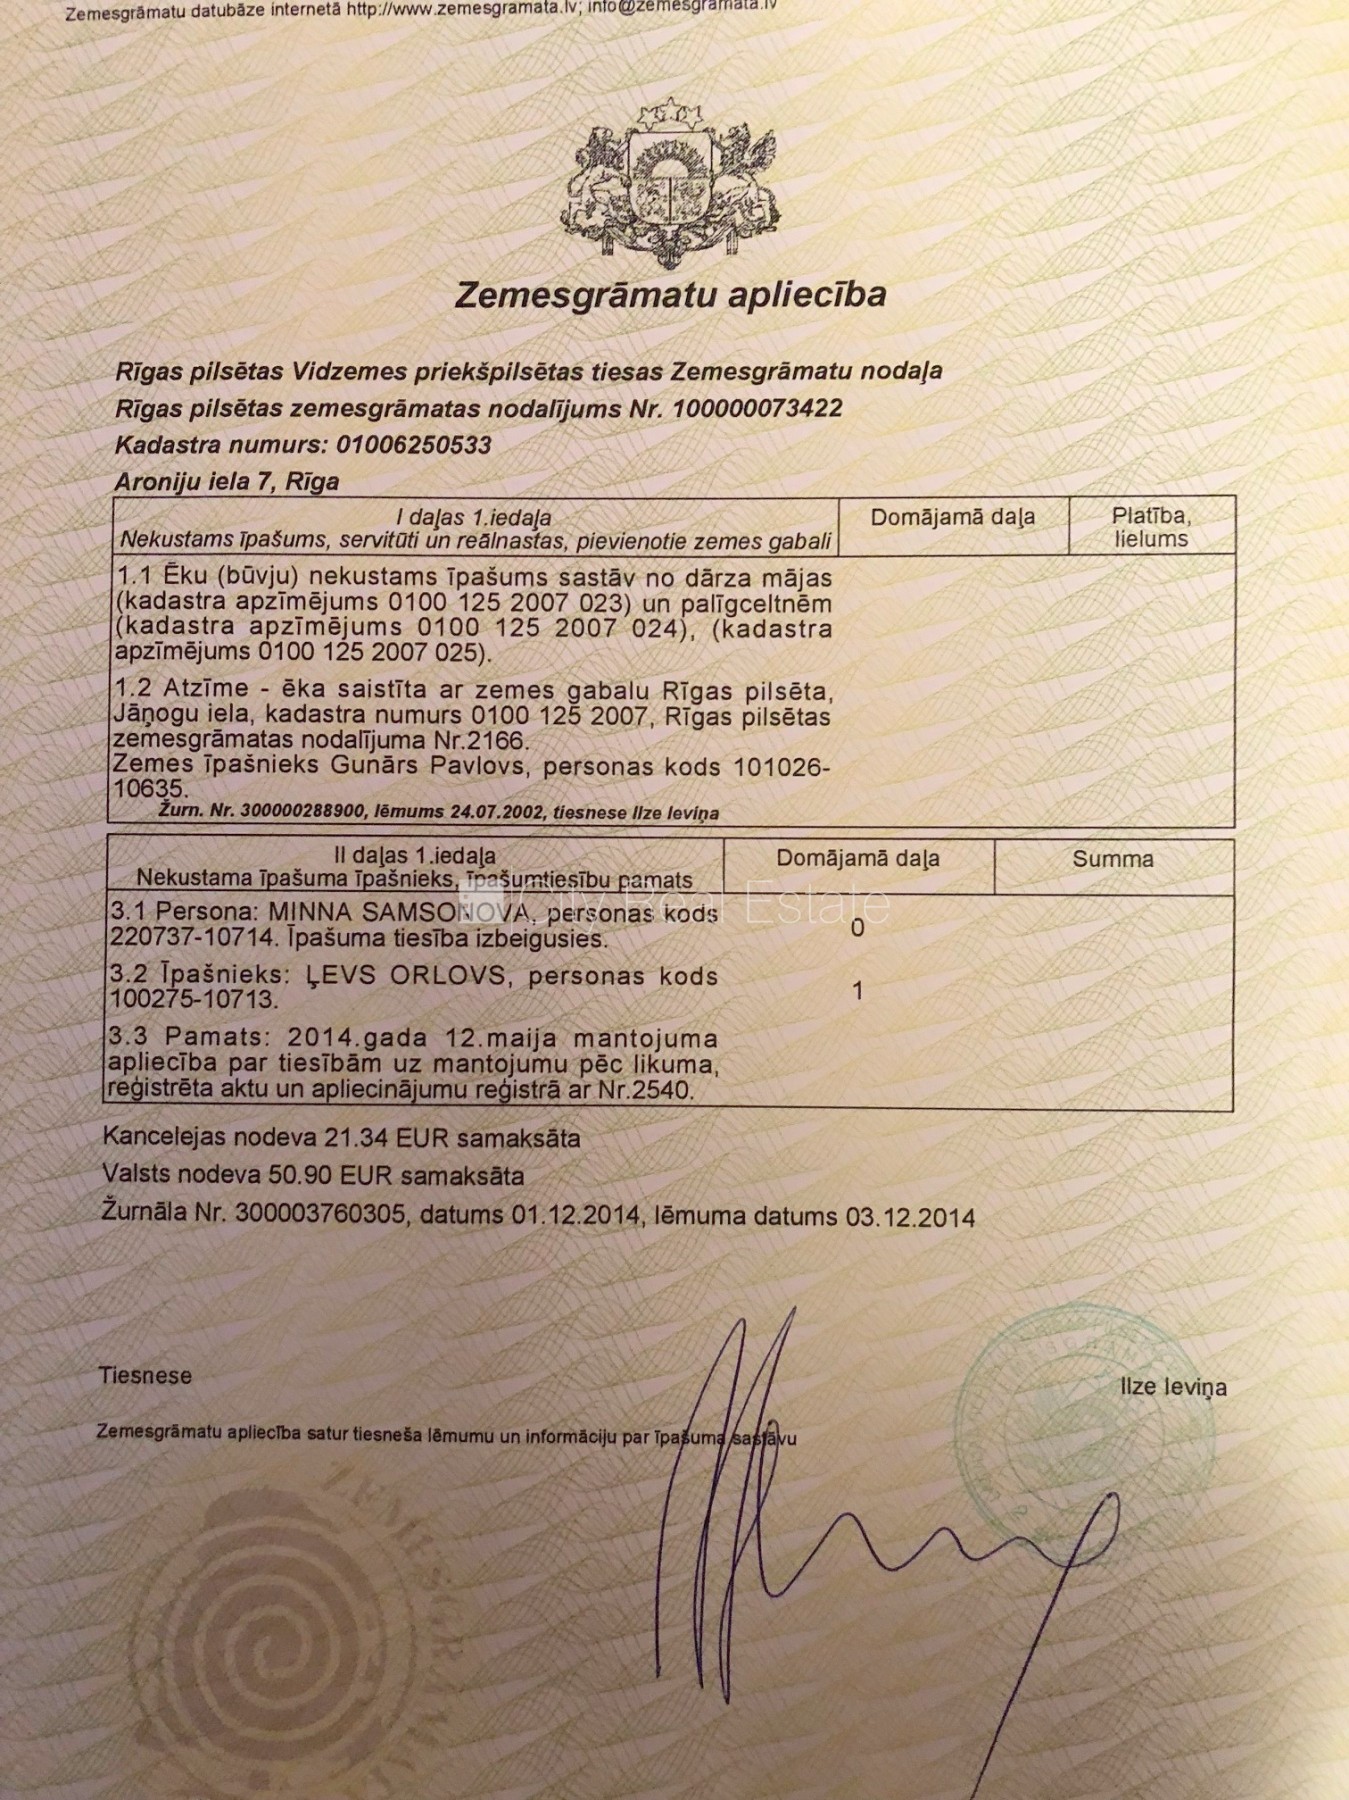 Zemesgrāmatu datubāze internetā http://www.zemesgramata.lv; info@zemesgramata.lv
Zemesgrāmatu apliecība
Rīgas pilsētas Vidzemes priekšpilsētas tiesas Zemesgrāmatu nodaļa
Rīgas pilsētas zemesgrāmatas nodalījums Nr. 100000073422
Kadastra numurs: 01006250533
Aroniju iela 7, Rīga
I daļas 1.iedaļa
Nekustams īpašums, servitūti un reālnastas, pievienotie zemes gabali
Domājamā daļa
Platība,
lielums
1.1 Ēku (būvju) nekustams īpašums sastāv no dārza mājas
(kadastra apzīmējums 0100 125 2007 023) un palīgceltnēm
(kadastra apzīmējums 0100 125 2007 024), (kadastra
apzīmējums 0100 125 2007 025).
1.2 Atzīme - ēka saistīta ar zemes gabalu Rīgas pilsēta,
Jāņogu iela, kadastra numurs 0100 125 2007, Rīgas pilsētas
zemesgrāmatas nodalījuma Nr.2166.
Zemes īpašnieks Gunārs Pavlovs, personas kods 101026-
10635.
Žurn. Nr. 300000288900, lēmums 24.07.2002, tiesnese Ilze Ieviņa
II daļas 1.iedaļa
Nekustama īpašuma īpašnieks, īpašumtiesību pamats
Domājamā daļa
Summa
City Real Estate
3.1 Persona: MINNA SAMSONOVA, personas kods
220737-10714. Īpašuma tiesība izbeigusies.
0
3.2 Īpašnieks: ĻEVS ORLOVS, personas kods
100275-10713.
1
3.3 Pamats: 2014.gada 12.maija mantojuma
apliecība par tiesībām uz mantojumu pēc likuma,
reģistrēta aktu un apliecinājumu reģistrā ar Nr.2540.
Kancelejas nodeva 21.34 EUR samaksāta
Valsts nodeva 50.90 EUR samaksāta
Žurnāla Nr. 300003760305, datums 01.12.2014, lēmuma datums 03.12.2014
Tiesnese
Ilze Ieviņa
Zemesgrāmatu apliecība satur tiesneša lēmumu un informāciju par īpašuma sastāvu